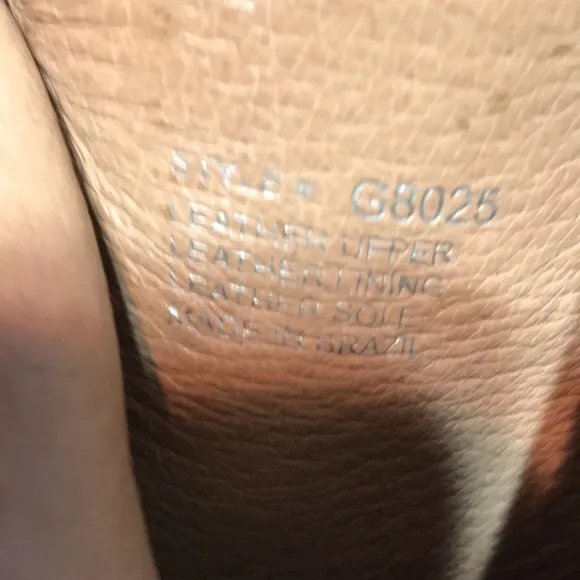 STYLE # G8025
LEATHER UPPER
LEATHER LINING
LEATHER SOLE
MADE IN BRAZIL